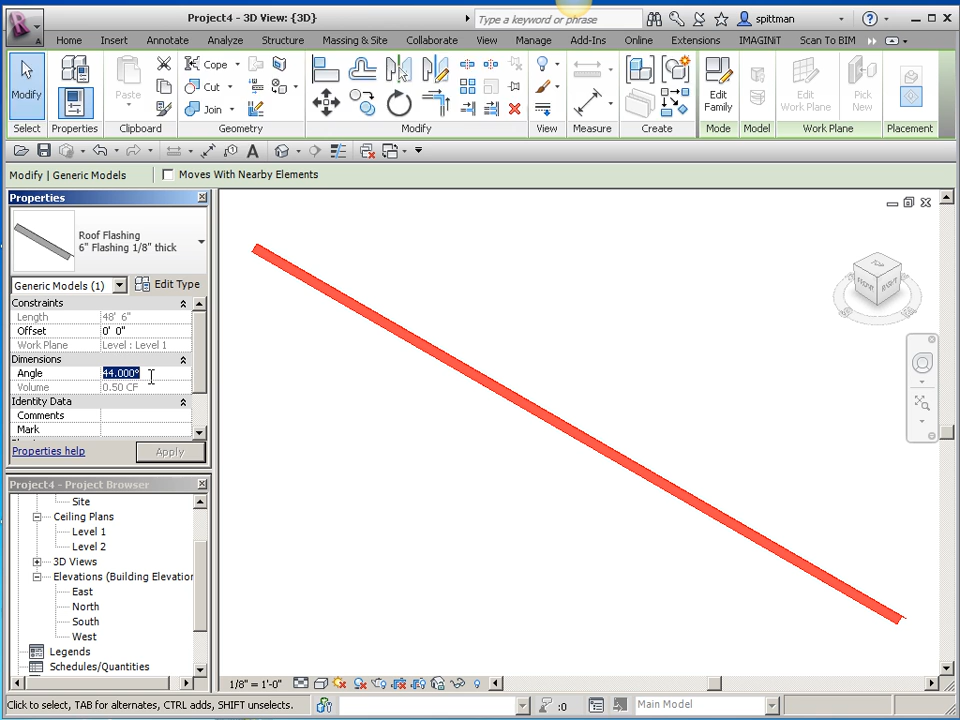 Project4 - 3D View: {3D}
Type a keyword or phrase
spittman
Home Insert Annotate Analyze Structure Massing & Site Collaborate View Manage Add-Ins Online Extensions IMAGINiT Scan To BIM
Modify
Properties
Paste
Cope
Cut
Join
Edit Family
Edit Work Plane
Pick New
Select Properties Clipboard Geometry Modify View Measure Create Mode Model Work Plane Placement
Modify | Generic Models
Moves With Nearby Elements
Properties
Roof Flashing
6" Flashing 1/8" thick
Generic Models (1)
Edit Type
Constraints
Length 48' 6"
Offset 0' 0"
Work Plane Level : Level 1
Dimensions
Angle 44.000°
Volume 0.50 CF
Identity Data
Comments
Mark
Properties help
Apply
TOP
FRONT
RIGHT
Project4 - Project Browser
Site
Ceiling Plans
Level 1
Level 2
3D Views
Elevations (Building Elevation
East
North
South
West
Legends
Schedules/Quantities
1/8" = 1'-0"
Click to select, TAB for alternates, CTRL adds, SHIFT unselects.
:0
Main Model